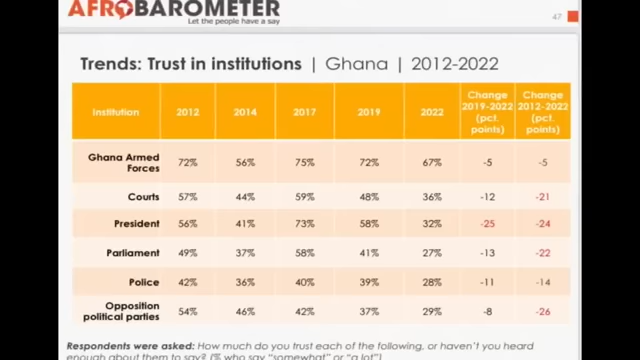 AFROBAROMETER
Let the people have a say
47
Trends: Trust in institutions | Ghana | 2012-2022
Institution 2012 2014 2017 2019 2022 Change 2019-2022 (pct. points) Change 2012-2022 (pct. points)
Ghana Armed Forces 72% 56% 75% 72% 67% -5 -5
Courts 57% 44% 59% 48% 36% -12 -21
President 56% 41% 73% 58% 32% -25 -24
Parliament 49% 37% 58% 41% 27% -13 -22
Police 42% 36% 40% 39% 28% -11 -14
Opposition political parties 54% 46% 42% 37% 29% -8 -26
Respondents were asked: How much do you trust each of the following, or haven't you heard
enough about them to say? (% who say "somewhat" or "a lot")